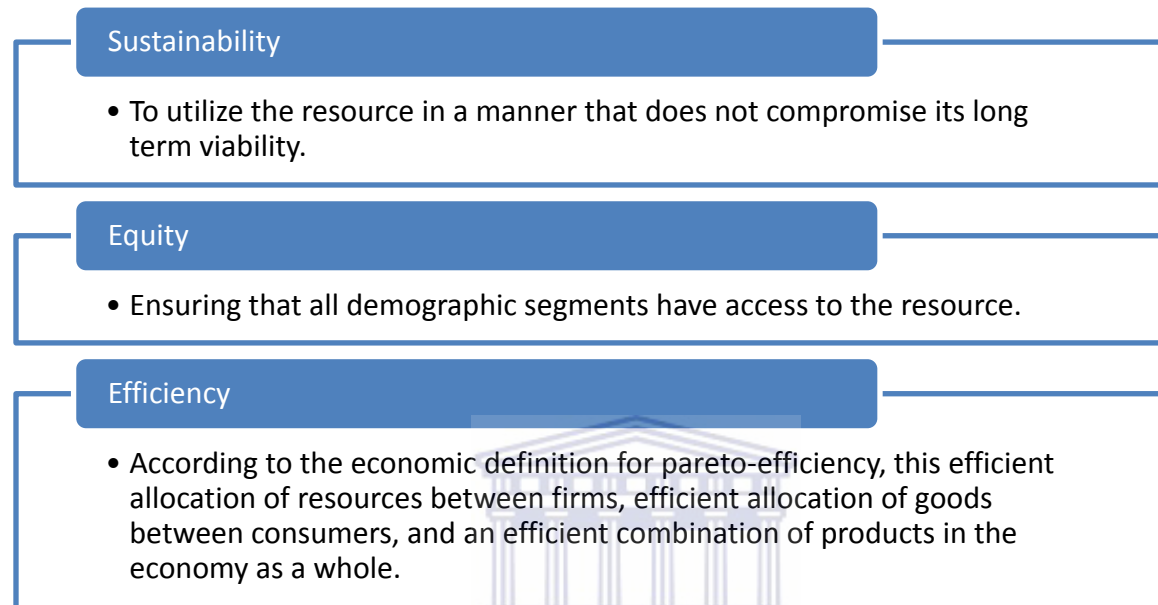 Sustainability
• To utilize the resource in a manner that does not compromise its long
term viability.
Equity
• Ensuring that all demographic segments have access to the resource.
Efficiency
• According to the economic definition for pareto-efficiency, this efficient
allocation of resources between firms, efficient allocation of goods
between consumers, and an efficient combination of products in the
economy as a whole.